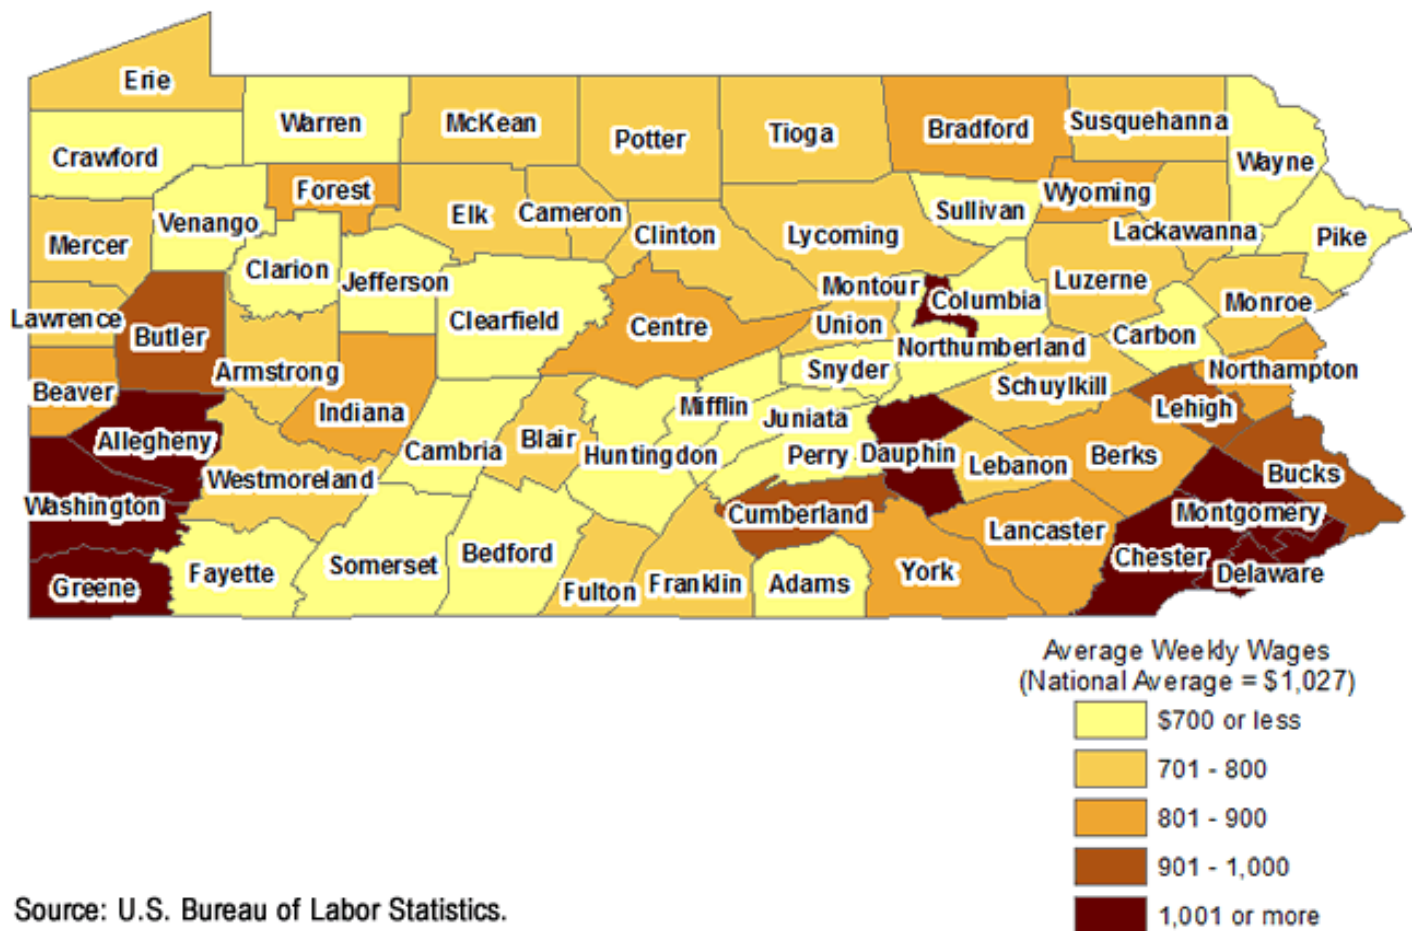 Erie
Warren
McKean
Potter
Tioga
Bradford
Susquehanna
Crawford
Wayne
Forest
Wyoming
Venango
Elk
Cameron
Sullivan
Mercer
Clinton
Lycoming
Lackawanna
Pike
Clarion
Jefferson
Montour
Luzerne
Columbia
Monroe
Lawrence
Butler
Clearfield
Centre
Union
Carbon
Northumberland
Armstrong
Snyder
Northampton
Beaver
Schuylkill
Indiana
Mifflin
Lehigh
Allegheny
Blair
Juniata
Cambria
Huntingdon
Perry
Dauphin
Lebanon
Berks
Westmoreland
Bucks
Washington
Cumberland
Montgomery
Lancaster
Bedford
Somerset
Chester
Fayette
York
Delaware
Greene
Fulton
Franklin
Adams
Average Weekly Wages
(National Average = $1,027)
$700 or less
701 - 800
801 - 900
901 - 1,000
1,001 or more
Source: U.S. Bureau of Labor Statistics.